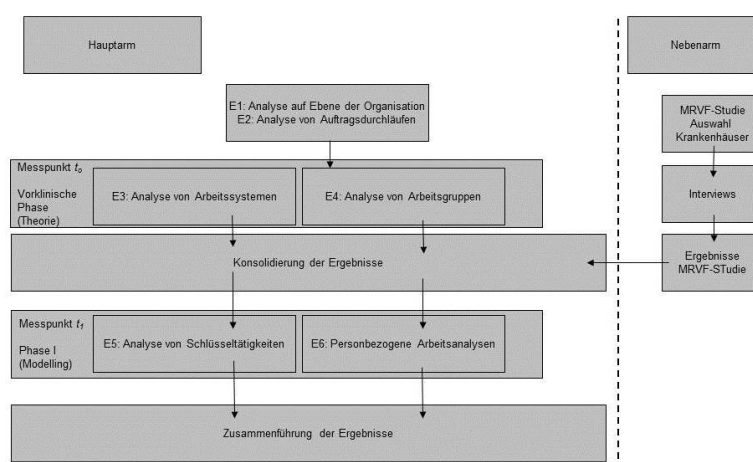 Hauptarm
Nebenarm
E1: Analyse auf Ebene der Organisation
E2: Analyse von Auftragsdurchläufen
MRVF-Studie
Auswahl
Krankenhäuser
Messpunkt t₀
Vorklinische
Phase
(Theorie)
E3: Analyse von Arbeitssystemen
E4: Analyse von Arbeitsgruppen
Interviews
Konsolidierung der Ergebnisse
Ergebnisse
MRVF-STudie
Messpunkt t₁
Phase I
(Modelling)
E5: Analyse von Schlüsseltätigkeiten
E6: Personbezogene Arbeitsanalysen
Zusammenführung der Ergebnisse